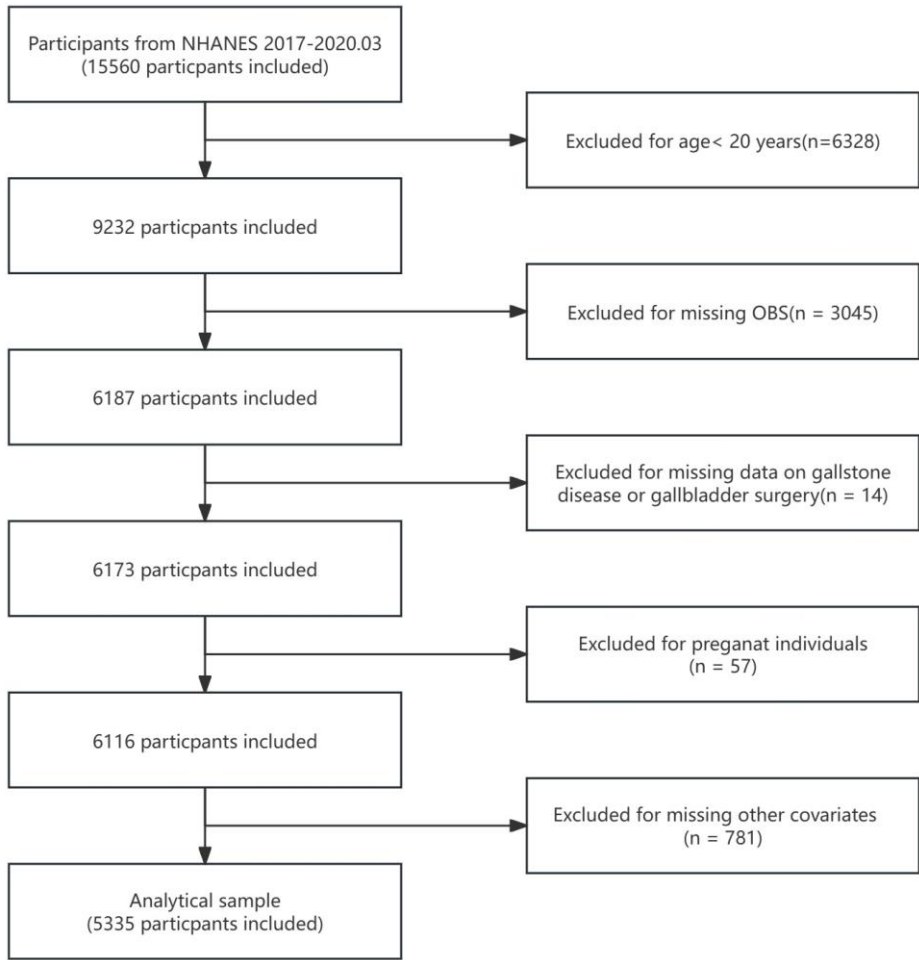 Participants from NHANES 2017-2020.03
(15560 particpants included)
Excluded for age< 20 years(n=6328)
9232 particpants included
Excluded for missing OBS(n = 3045)
6187 particpants included
Excluded for missing data on gallstone
disease or gallbladder surgery(n = 14)
6173 particpants included
Excluded for preganat individuals
(n = 57)
6116 particpants included
Excluded for missing other covariates
(n = 781)
Analytical sample
(5335 particpants included)